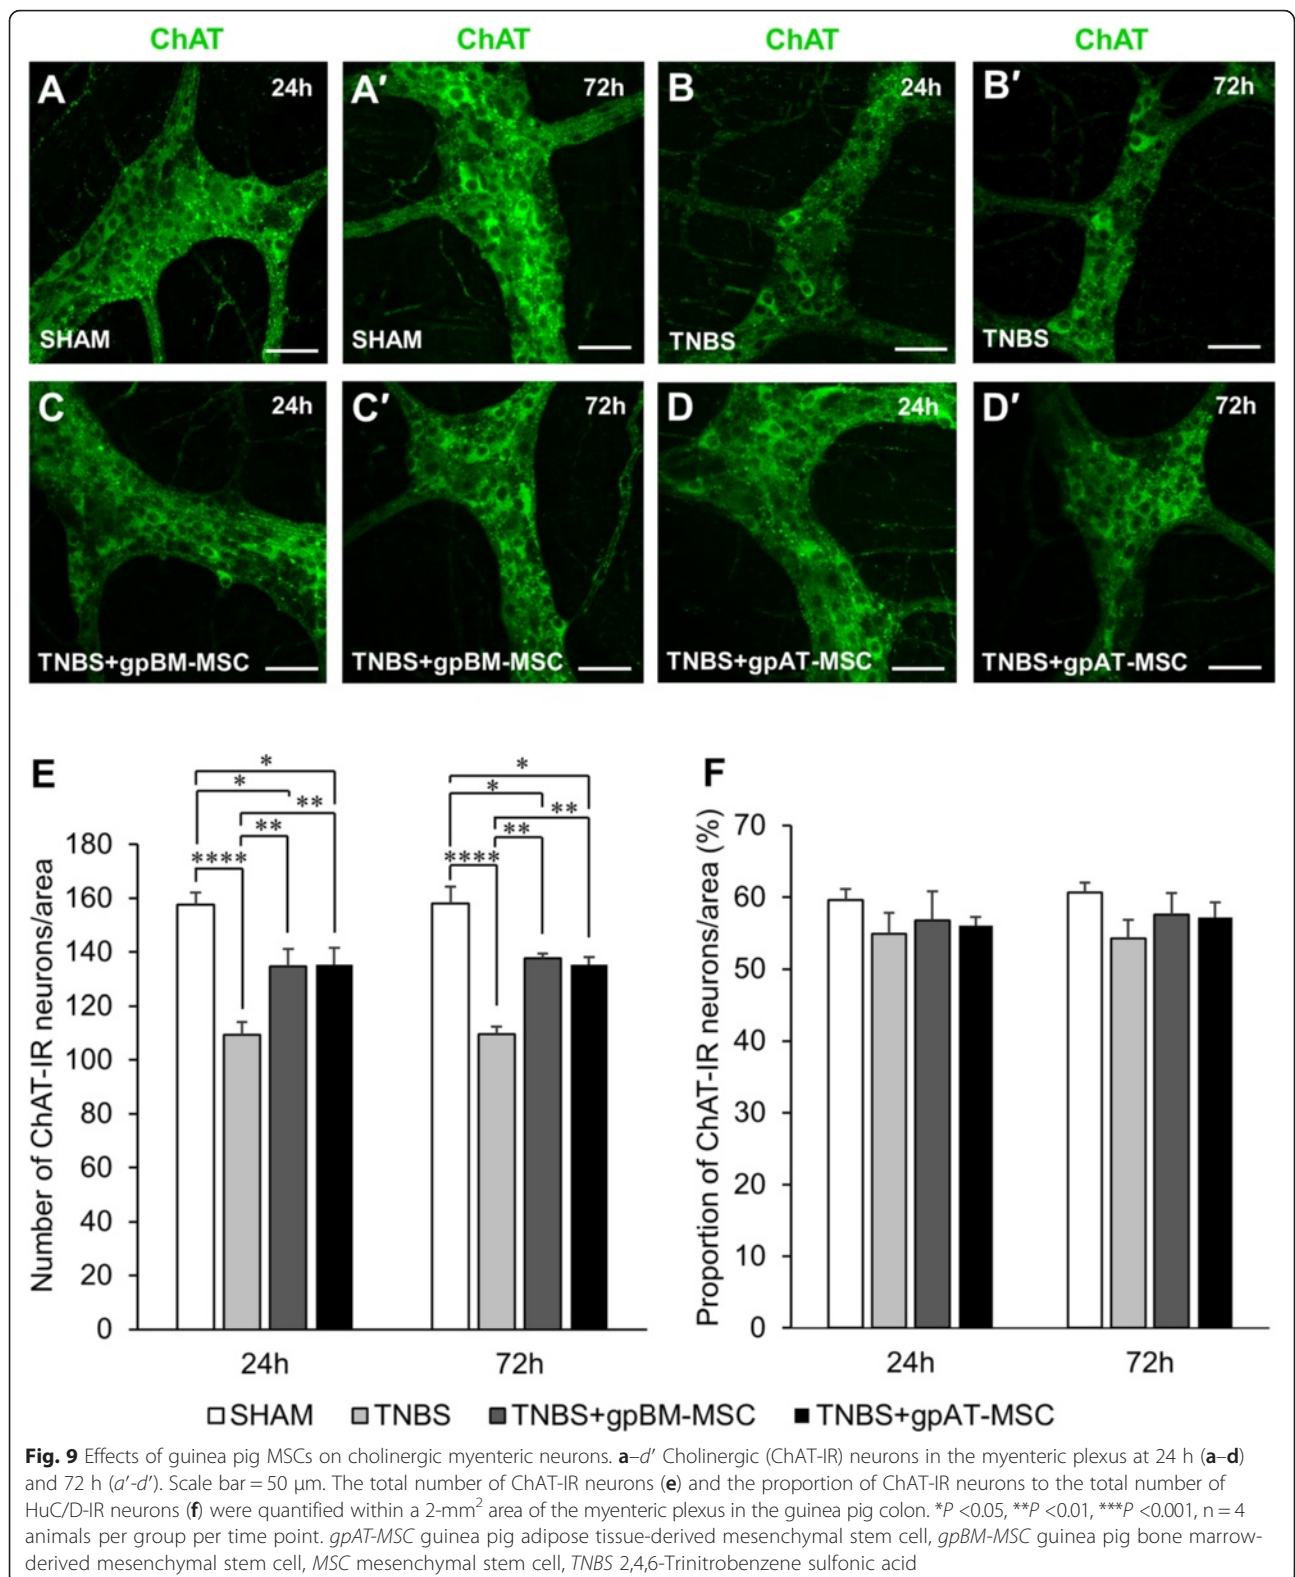 ChAT ChAT ChAT ChAT
A 24h A′ 72h B 24h B′ 72h
SHAM SHAM TNBS TNBS
C 24h C′ 72h D 24h D′ 72h
TNBS+gpBM-MSC TNBS+gpBM-MSC TNBS+gpAT-MSC TNBS+gpAT-MSC
E
Number of ChAT-IR neurons/area
180
160
140
120
100
80
60
40
20
0
*
*
**
**
****
*
*
**
**
****
24h 72h
F
Proportion of ChAT-IR neurons/area (%)
70
60
50
40
30
20
10
0
24h 72h
SHAM TNBS TNBS+gpBM-MSC TNBS+gpAT-MSC
Fig. 9 Effects of guinea pig MSCs on cholinergic myenteric neurons. a–d′ Cholinergic (ChAT-IR) neurons in the myenteric plexus at 24 h (a–d)
and 72 h (a′-d′). Scale bar = 50 μm. The total number of ChAT-IR neurons (e) and the proportion of ChAT-IR neurons to the total number of
HuC/D-IR neurons (f) were quantified within a 2-mm² area of the myenteric plexus in the guinea pig colon. *P <0.05, **P <0.01, ***P <0.001, n = 4
animals per group per time point. gpAT-MSC guinea pig adipose tissue-derived mesenchymal stem cell, gpBM-MSC guinea pig bone marrow-
derived mesenchymal stem cell, MSC mesenchymal stem cell, TNBS 2,4,6-Trinitrobenzene sulfonic acid